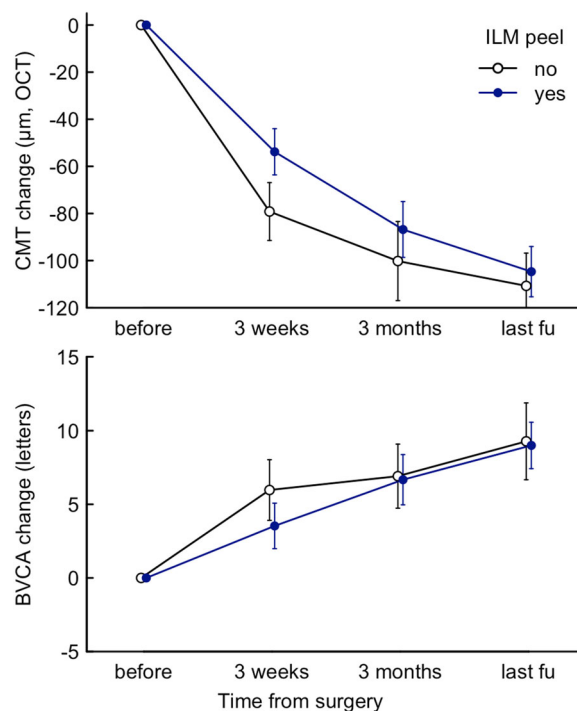 ILM peel
no
yes
CMT change (µm, OCT)
0
-20
-40
-60
-80
-100
-120
before 3 weeks 3 months last fu
BVCA change (letters)
15
10
5
0
-5
before 3 weeks 3 months last fu
Time from surgery